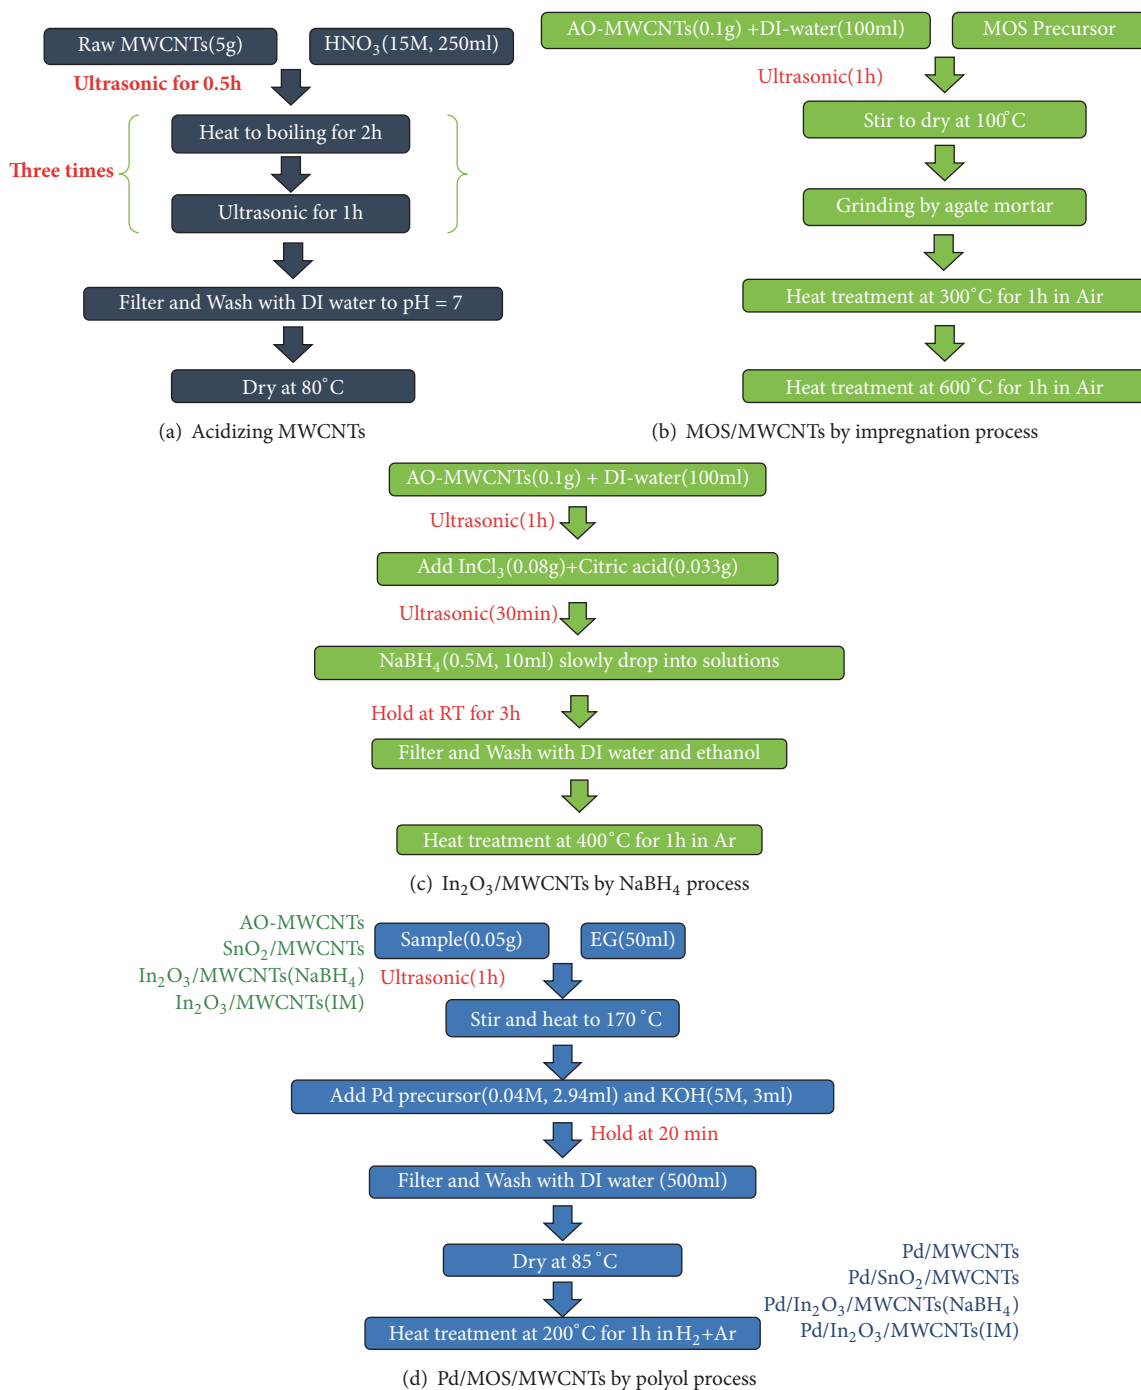 Raw MWCNTs(5g)
HNO₃(15M, 250ml)
Ultrasonic for 0.5h
Heat to boiling for 2h
Three times
Ultrasonic for 1h
Filter and Wash with DI water to pH = 7
Dry at 80°C
(a) Acidizing MWCNTs
AO-MWCNTs(0.1g) +DI-water(100ml)
MOS Precursor
Ultrasonic(1h)
Stir to dry at 100°C
Grinding by agate mortar
Heat treatment at 300°C for 1h in Air
Heat treatment at 600°C for 1h in Air
(b) MOS/MWCNTs by impregnation process
AO-MWCNTs(0.1g) + DI-water(100ml)
Ultrasonic(1h)
Add InCl₃(0.08g)+Citric acid(0.033g)
Ultrasonic(30min)
NaBH₄(0.5M, 10ml) slowly drop into solutions
Hold at RT for 3h
Filter and Wash with DI water and ethanol
Heat treatment at 400°C for 1h in Ar
(c) In₂O₃/MWCNTs by NaBH₄ process
AO-MWCNTs
SnO₂/MWCNTs
In₂O₃/MWCNTs(NaBH₄)
In₂O₃/MWCNTs(IM)
Sample(0.05g)
EG(50ml)
Ultrasonic(1h)
Stir and heat to 170 °C
Add Pd precursor(0.04M, 2.94ml) and KOH(5M, 3ml)
Hold at 20 min
Filter and Wash with DI water (500ml)
Dry at 85 °C
Heat treatment at 200°C for 1h in H₂+Ar
Pd/MWCNTs
Pd/SnO₂/MWCNTs
Pd/In₂O₃/MWCNTs(NaBH₄)
Pd/In₂O₃/MWCNTs(IM)
(d) Pd/MOS/MWCNTs by polyol process